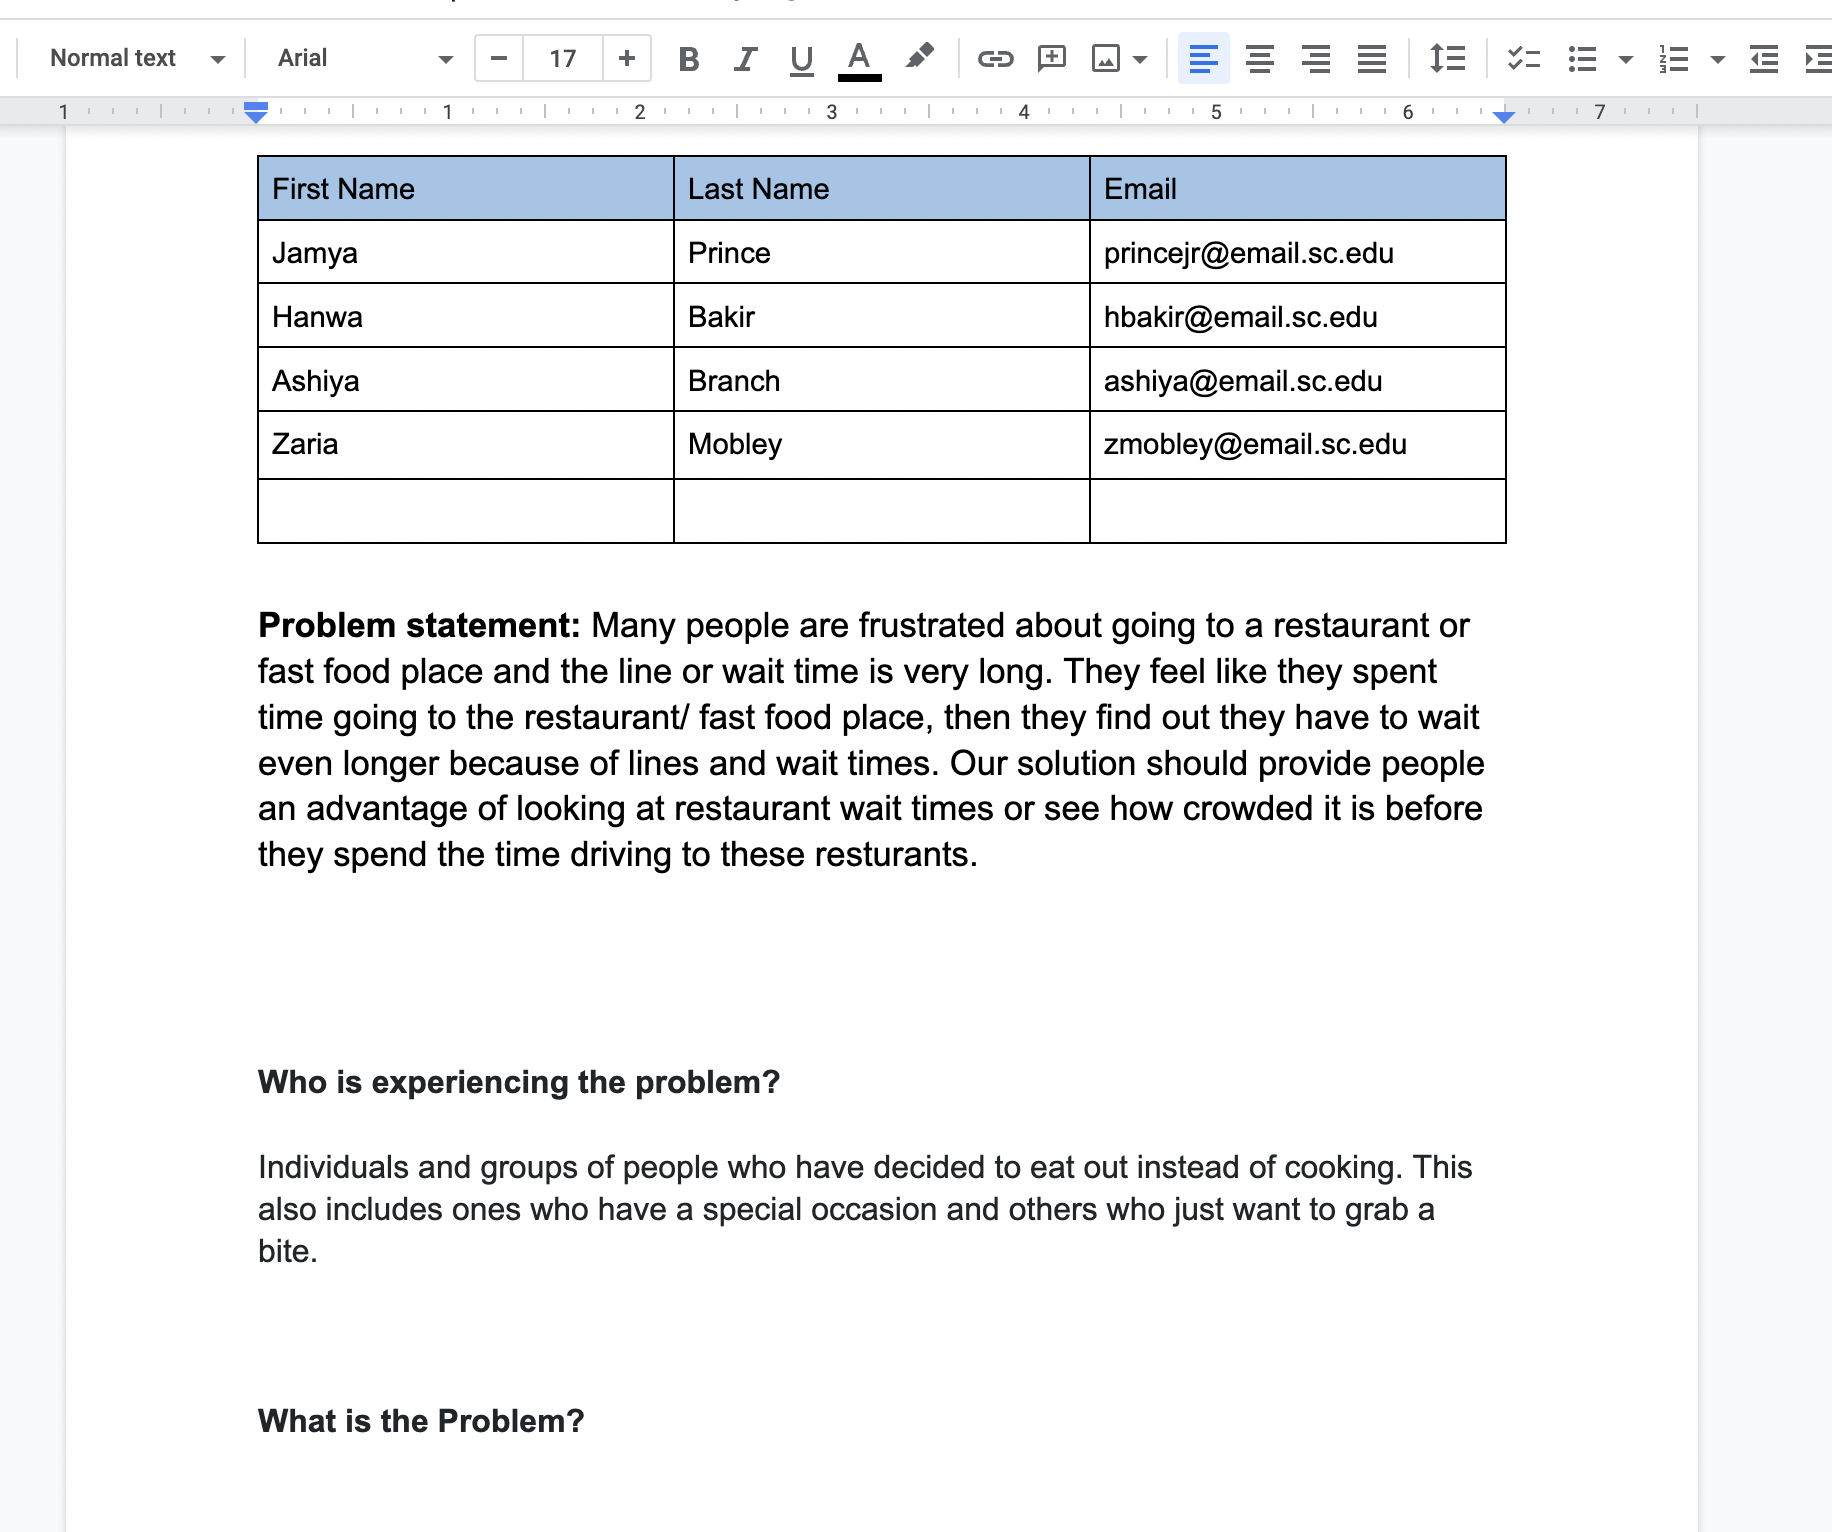 Normal text Arial 17 B I U A
1 1 2 3 4 5 6 7
First Name Last Name Email
Jamya Prince princejr@email.sc.edu
Hanwa Bakir hbakir@email.sc.edu
Ashiya Branch ashiya@email.sc.edu
Zaria Mobley zmobley@email.sc.edu
Problem statement: Many people are frustrated about going to a restaurant or
fast food place and the line or wait time is very long. They feel like they spent
time going to the restaurant/ fast food place, then they find out they have to wait
even longer because of lines and wait times. Our solution should provide people
an advantage of looking at restaurant wait times or see how crowded it is before
they spend the time driving to these resturants.
Who is experiencing the problem?
Individuals and groups of people who have decided to eat out instead of cooking. This
also includes ones who have a special occasion and others who just want to grab a
bite.
What is the Problem?